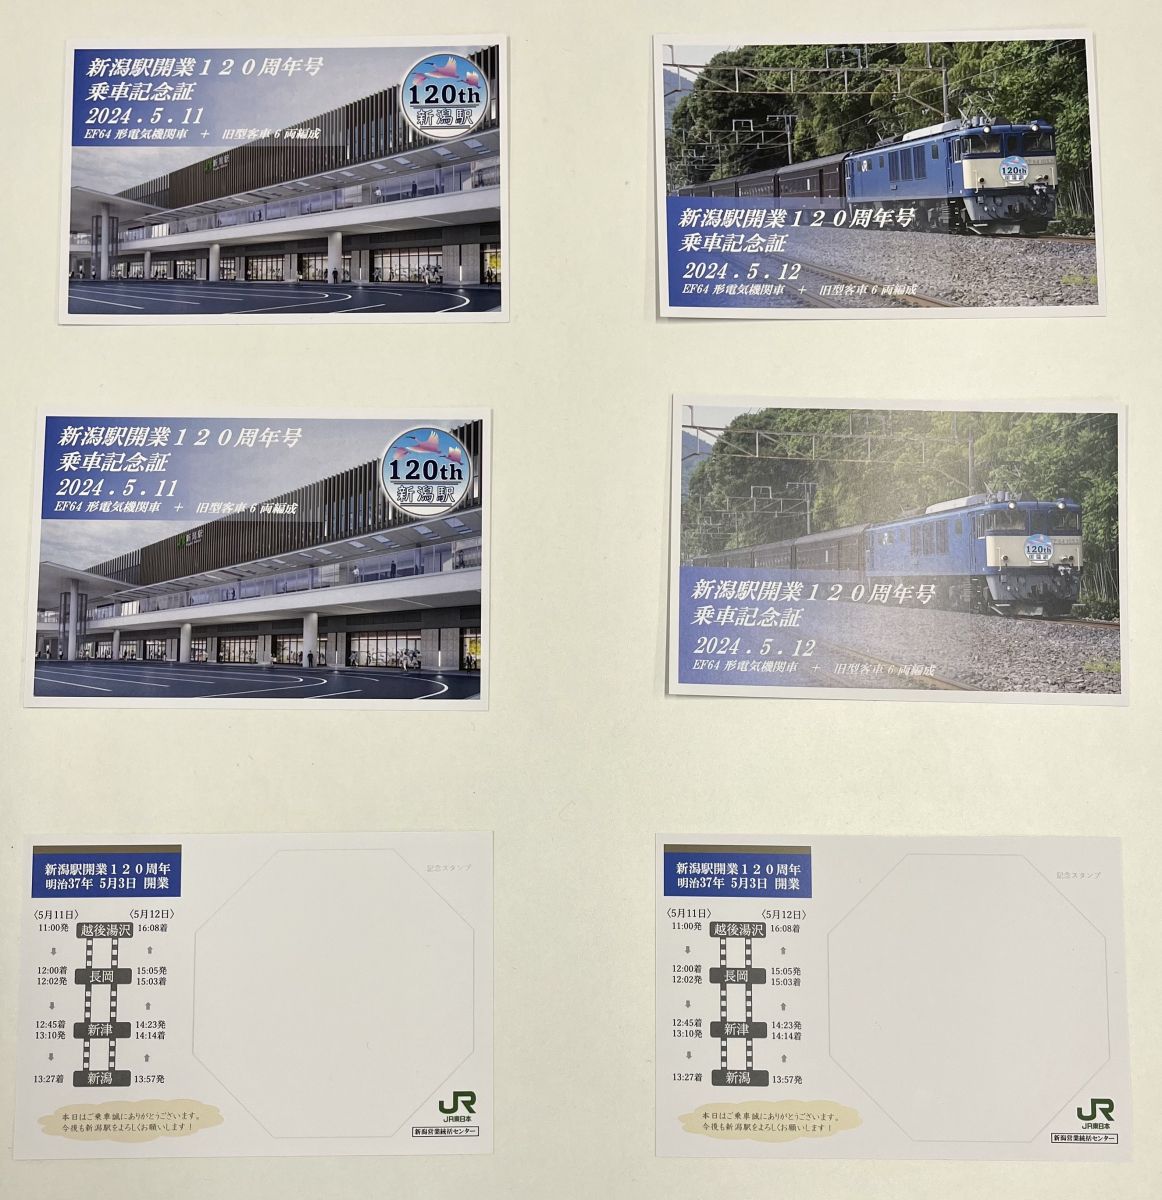 新潟駅開業１２０周年号
乗車記念証
2024．5．11
EF64 形電気機関車　＋　旧型客車 6 両編成
120th
新潟駅
新潟駅
新潟駅開業１２０周年号
乗車記念証
2024．5．12
EF64 形電気機関車　＋　旧型客車 6 両編成
120th
新潟駅
新潟駅開業１２０周年号
乗車記念証
2024．5．11
EF64 形電気機関車　＋　旧型客車 6 両編成
120th
新潟駅
新潟駅
新潟駅開業１２０周年号
乗車記念証
2024．5．12
EF64 形電気機関車　＋　旧型客車 6 両編成
120th
新潟駅
新潟駅開業１２０周年
明治37年 5月3日 開業
〈5月11日〉 〈5月12日〉
11:00発 越後湯沢 16:08着
12:00着 長岡 15:05発
12:02発 15:03着
12:45着 新津 14:23発
13:10発 14:14着
13:27着 新潟 13:57発
本日はご乗車誠にありがとうございます。
今後も新潟駅をよろしくお願いします！
記念スタンプ
JR
JR東日本
新潟営業統括センター
新潟駅開業１２０周年
明治37年 5月3日 開業
〈5月11日〉 〈5月12日〉
11:00発 越後湯沢 16:08着
12:00着 長岡 15:05発
12:02発 15:03着
12:45着 新津 14:23発
13:10発 14:14着
13:27着 新潟 13:57発
本日はご乗車誠にありがとうございます。
今後も新潟駅をよろしくお願いします！
記念スタンプ
JR
JR東日本
新潟営業統括センター